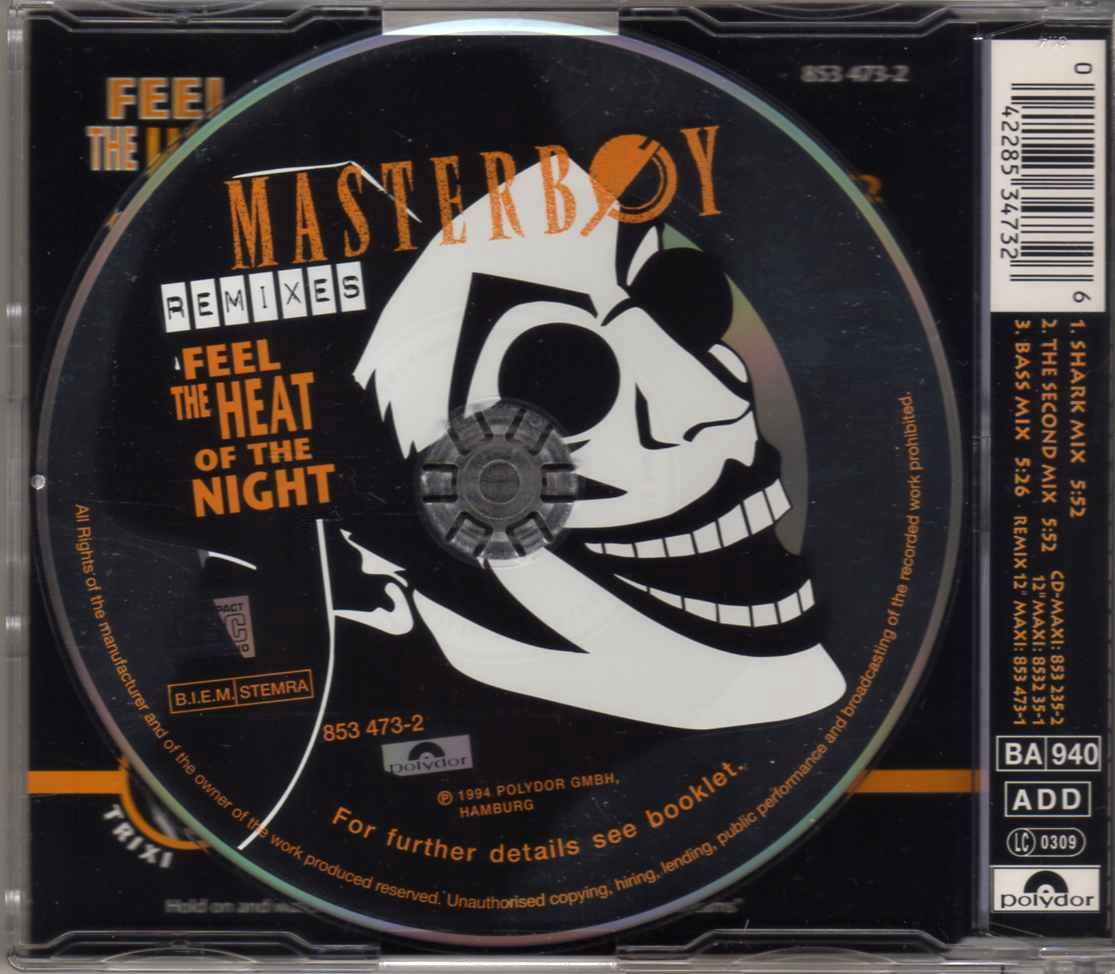 FEEL
THE
853 473-2
MASTERBOY
REMIXES
FEEL
THE HEAT
OF THE
NIGHT
B.I.E.M. STEMRA
853 473-2
polydor
℗ 1994 POLYDOR GMBH,
HAMBURG
For further details see booklet.
All Rights of the manufacturer and of the owner of the work produced reserved. Unauthorised copying, hiring, lending, public performance and broadcasting of the recorded work prohibited.
TRIXI
Hold on and
0 42285 34732 6
1. SHARK MIX 5:52
2. THE SECOND MIX 5:52
3. BASS MIX 5:26
CD-MAXI: 853 235-2
12" MAXI: 8532 35-1
REMIX 12" MAXI: 853 473-1
BA 940
ADD
LC 0309
polydor